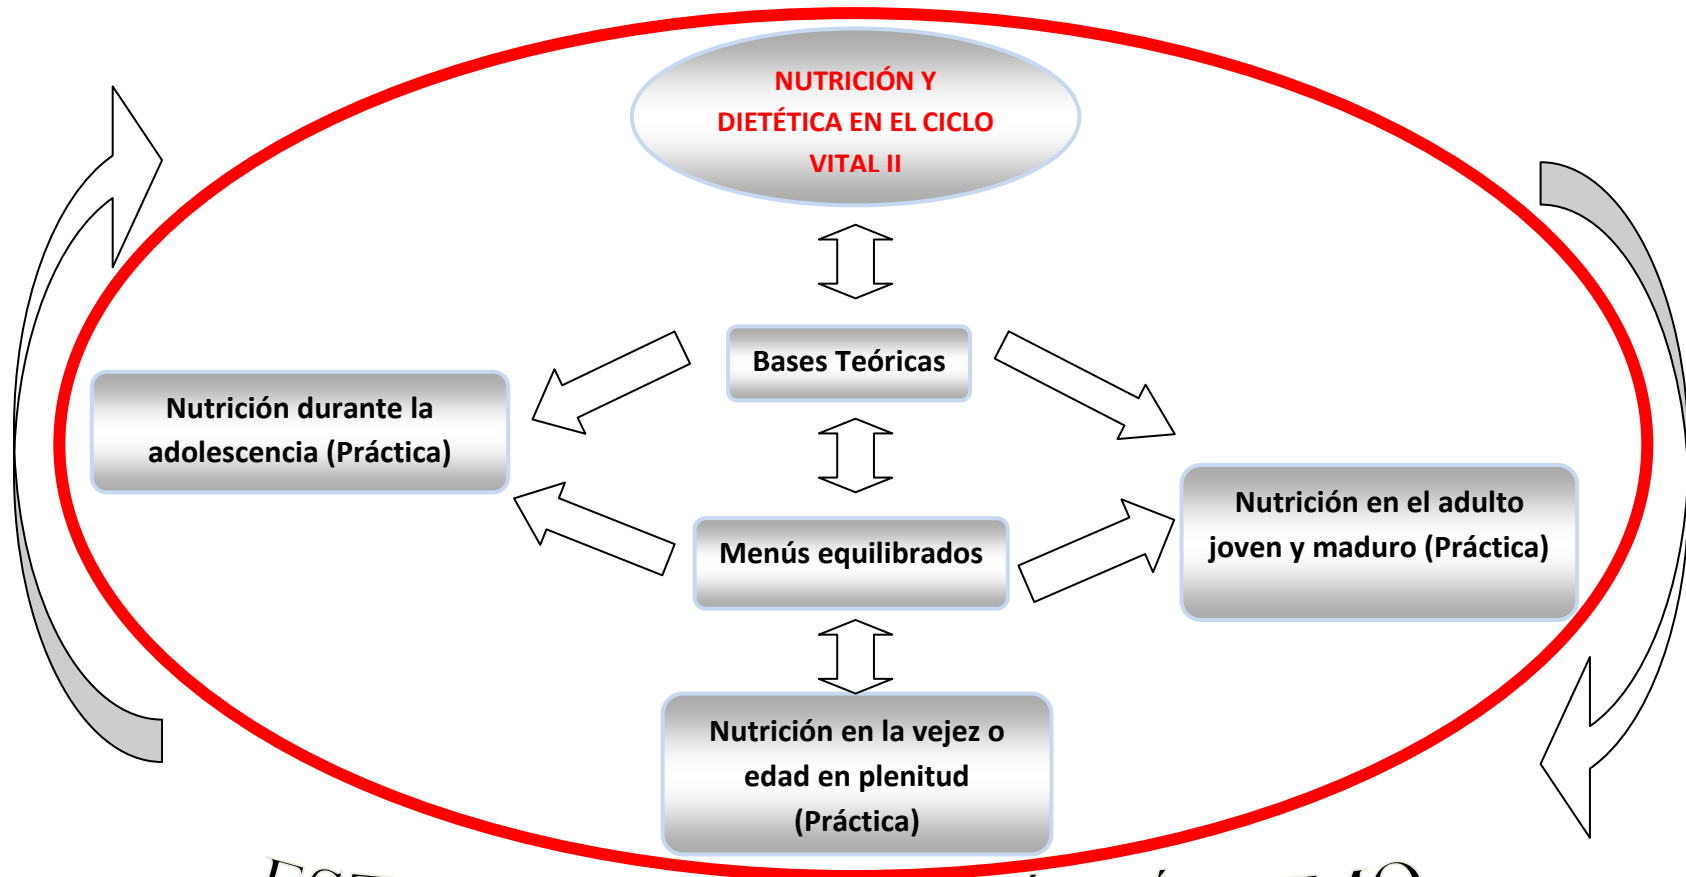 NUTRICIÓN Y
DIETÉTICA EN EL CICLO
VITAL II
Bases Teóricas
Nutrición durante la
adolescencia (Práctica)
Nutrición en el adulto
joven y maduro (Práctica)
Menús equilibrados
Nutrición en la vejez o
edad en plenitud
(Práctica)